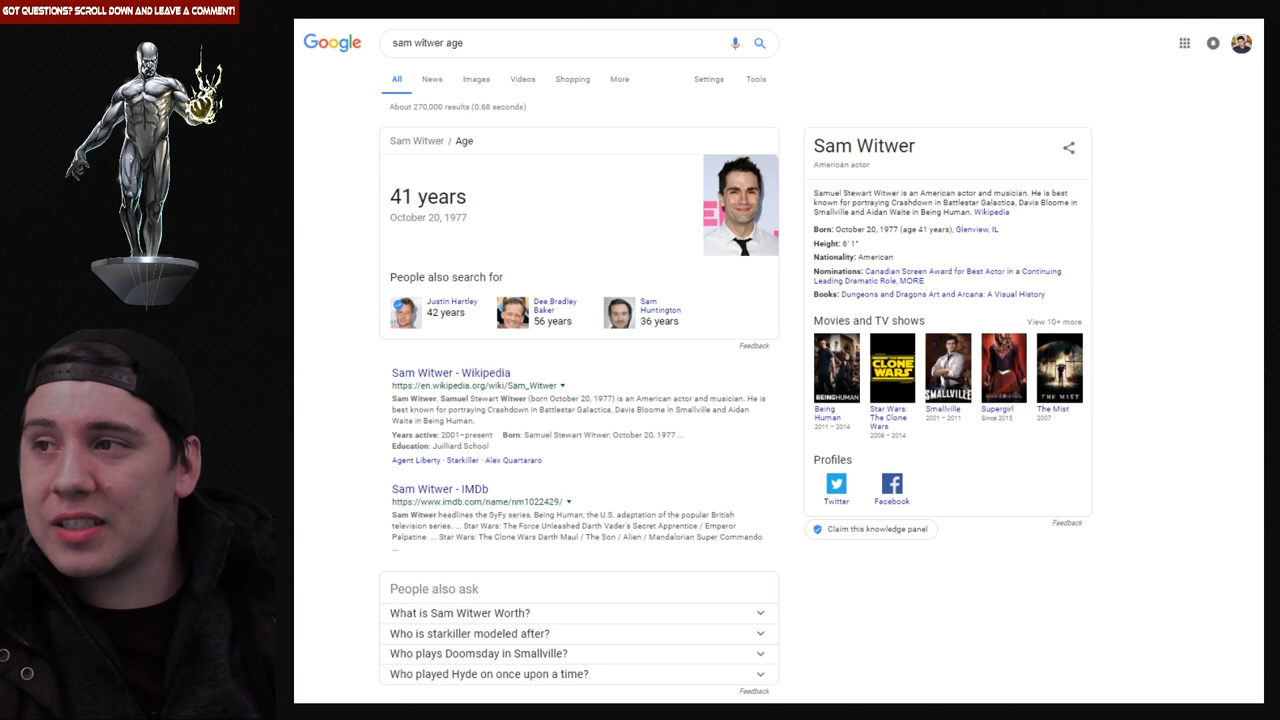 GOT QUESTIONS? SCROLL DOWN AND LEAVE A COMMENT!
Google
sam witwer age
All
News
Images
Videos
Shopping
More
Settings
Tools
About 270,000 results (0.68 seconds)
Sam Witwer / Age
41 years
October 20, 1977
People also search for
Justin Hartley
42 years
Dee Bradley
Baker
56 years
Sam
Huntington
36 years
Feedback
Sam Witwer - Wikipedia
https://en.wikipedia.org/wiki/Sam_Witwer
Sam Witwer. Samuel Stewart Witwer (born October 20, 1977) is an American actor and musician. He is
best known for portraying Crashdown in Battlestar Galactica, Davis Bloome in Smallville and Aidan
Waite in Being Human.
Years active: 2001–present Born: Samuel Stewart Witwer; October 20, 1977 ...
Education: Juilliard School
Agent Liberty · Starkiller · Alex Quartararo
Sam Witwer - IMDb
https://www.imdb.com/name/nm1022429/
Sam Witwer headlines the SyFy series, Being Human, the U.S. adaptation of the popular British
television series. ... Star Wars: The Force Unleashed Darth Vader's Secret Apprentice / Emperor
Palpatine. ... Star Wars: The Clone Wars Darth Maul / The Son / Alien / Mandalorian Super Commando
...
People also ask
What is Sam Witwer Worth?
Who is starkiller modeled after?
Who plays Doomsday in Smallville?
Who played Hyde on once upon a time?
Feedback
Sam Witwer
American actor
Samuel Stewart Witwer is an American actor and musician. He is best
known for portraying Crashdown in Battlestar Galactica, Davis Bloome in
Smallville and Aidan Waite in Being Human. Wikipedia
Born: October 20, 1977 (age 41 years), Glenview, IL
Height: 6' 1"
Nationality: American
Nominations: Canadian Screen Award for Best Actor in a Continuing
Leading Dramatic Role, MORE
Books: Dungeons and Dragons Art and Arcana: A Visual History
Movies and TV shows
View 10+ more
BEINGHUMAN
CLONE
WARS
SMALLVILLE
THE MIST
Being
Human
2011 – 2014
Star Wars:
The Clone
Wars
2008 – 2014
Smallville
2001 – 2011
Supergirl
Since 2015
The Mist
2007
Profiles
Twitter
Facebook
Feedback
Claim this knowledge panel